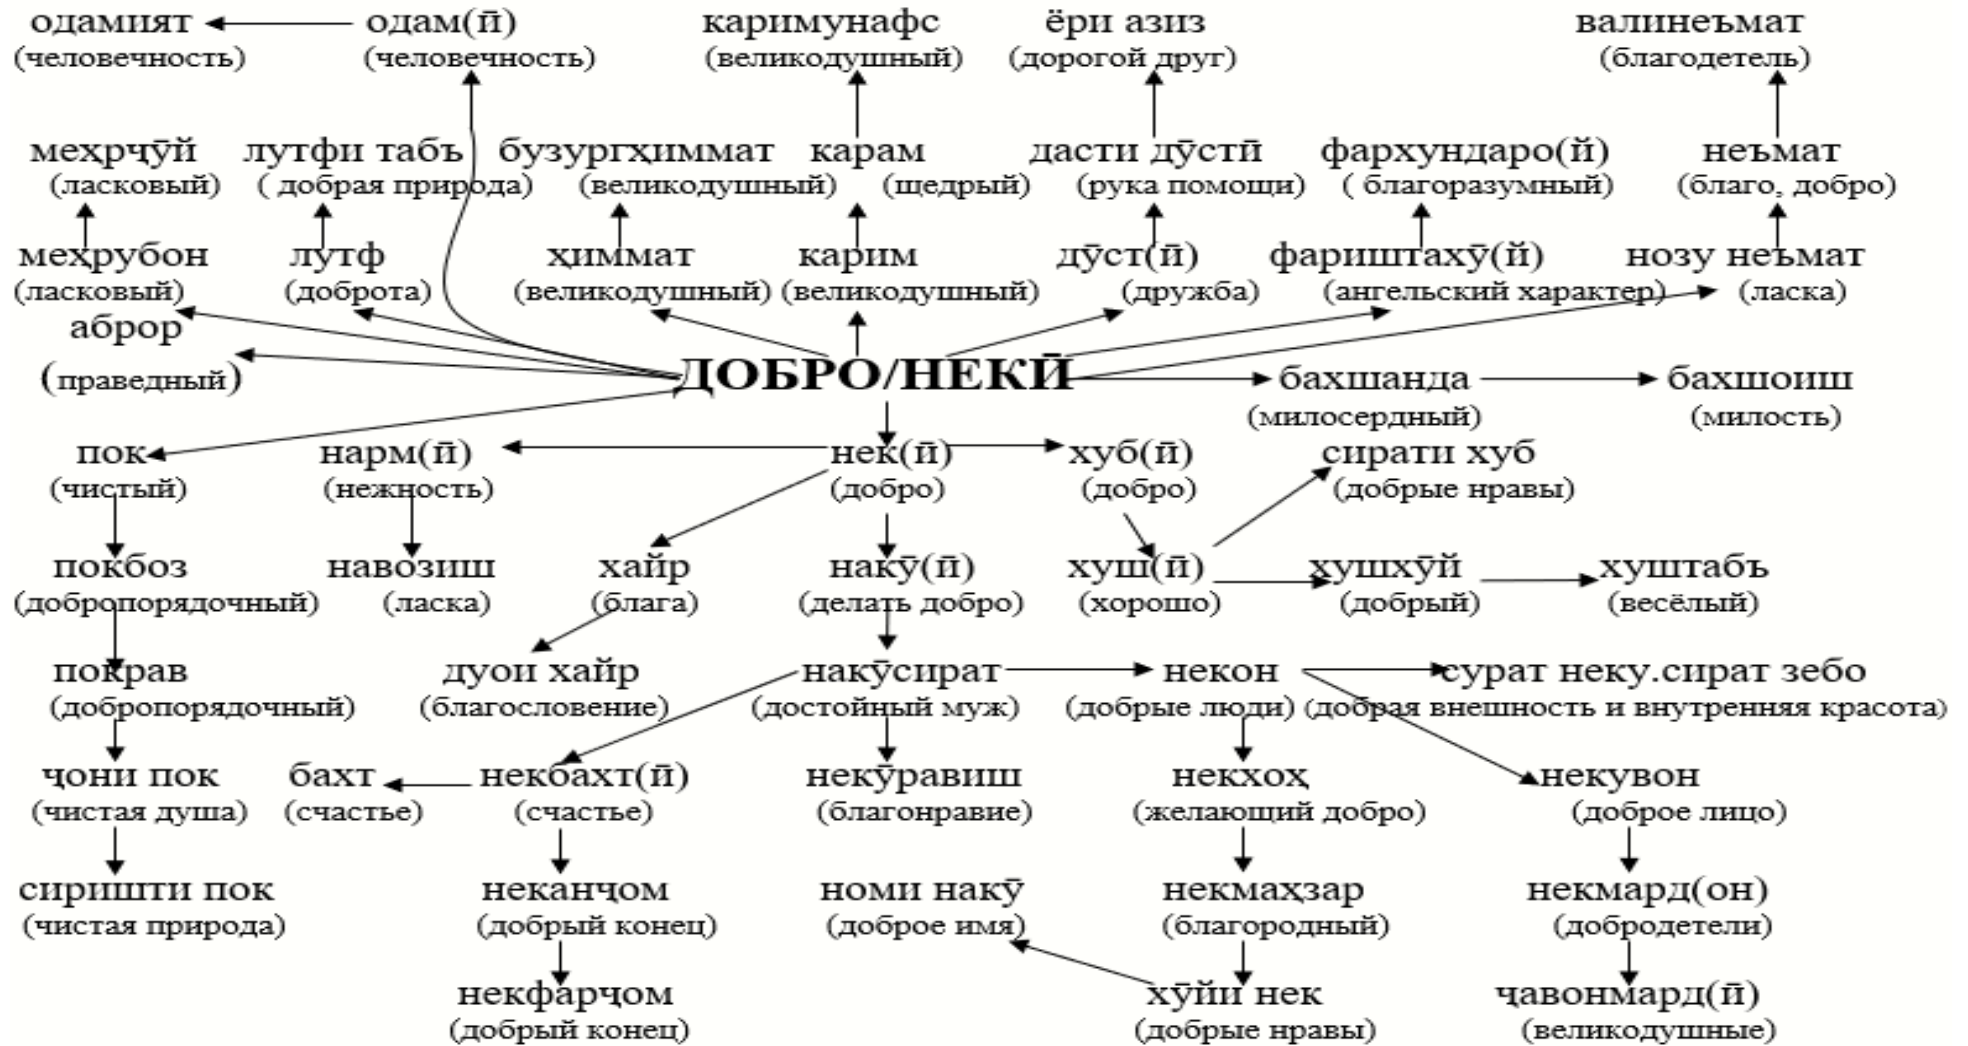 одамият одам(ӣ) каримунафс ёри азиз валинеъмат
(человечность) (человечность) (великодушный) (дорогой друг) (благодетель)
меҳрҷӯй лутфи табъ бузургҳиммат карам дасти дӯстӣ фархундаро(й) неъмат
(ласковый) ( добрая природа) (великодушный) (щедрый) (рука помощи) ( благоразумный) (благо, добро)
меҳрубон лутф ҳиммат карим дӯст(ӣ) фариштахӯ(й) нозу неъмат
(ласковый) (доброта) (великодушный) (великодушный) (дружба) (ангельский характер) (ласка)
аброр
(праведный) ДОБРО/НЕКӢ бахшанда бахшоиш
(милосердный) (милость)
пок нарм(ӣ) нек(ӣ) хуб(ӣ) сирати хуб
(чистый) (нежность) (добро) (добро) (добрые нравы)
покбоз навозиш хайр накӯ(ӣ) хуш(ӣ) хушхӯй хуштабъ
(добропорядочный) (ласка) (блага) (делать добро) (хорошо) (добрый) (весёлый)
покрав дуои хайр накӯсират некон сурат неку.сират зебо
(добропорядочный) (благословение) (достойный муж) (добрые люди) (добрая внешность и внутренняя красота)
ҷони пок бахт некбахт(ӣ) некӯравиш некхоҳ некувон
(чистая душа) (счастье) (счастье) (благонравие) (желающий добро) (доброе лицо)
сиришти пок неканҷом номи накӯ некмаҳзар некмард(он)
(чистая природа) (добрый конец) (доброе имя) (благородный) (добродетели)
некфарҷом хӯйи нек ҷавонмард(ӣ)
(добрый конец) (добрые нравы) (великодушные)